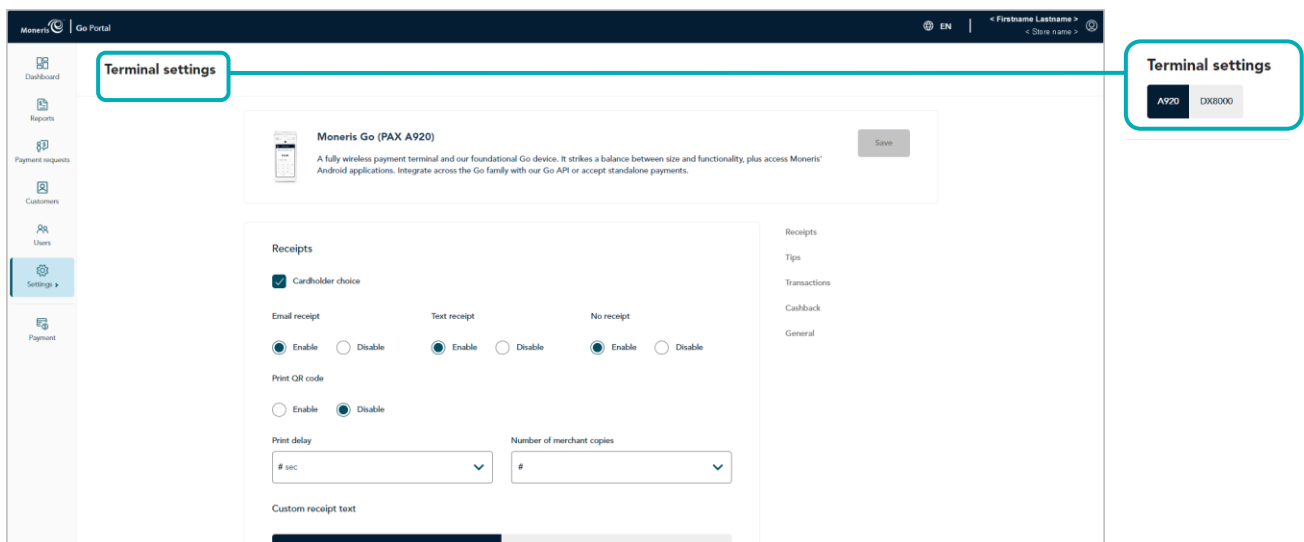 Moneris Go Portal
EN
< Firstname Lastname >
< Store name >
Dashboard
Reports
Payment requests
Customers
Users
Settings
Payment
Terminal settings
Terminal settings
A920 DX8000
Moneris Go (PAX A920)
A fully wireless payment terminal and our foundational Go device. It strikes a balance between size and functionality, plus access Moneris'
Android applications. Integrate across the Go family with our Go API or accept standalone payments.
Save
Receipts
Cardholder choice
Email receipt Text receipt No receipt
Enable Disable Enable Disable Enable Disable
Print QR code
Enable Disable
Print delay Number of merchant copies
# sec #
Custom receipt text
Receipts
Tips
Transactions
Cashback
General